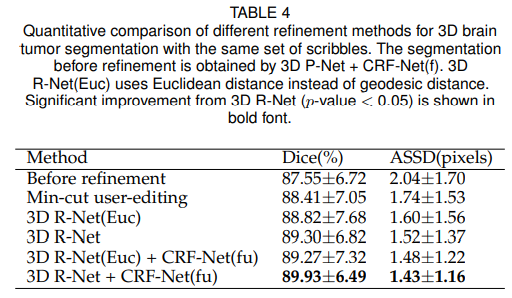 TABLE 4
Quantitative comparison of different refinement methods for 3D brain
tumor segmentation with the same set of scribbles. The segmentation
before refinement is obtained by 3D P-Net + CRF-Net(f). 3D
R-Net(Euc) uses Euclidean distance instead of geodesic distance.
Significant improvement from 3D R-Net (p-value < 0.05) is shown in
bold font.
Method Dice(%) ASSD(pixels)
Before refinement 87.55±6.72 2.04±1.70
Min-cut user-editing 88.41±7.05 1.74±1.53
3D R-Net(Euc) 88.82±7.68 1.60±1.56
3D R-Net 89.30±6.82 1.52±1.37
3D R-Net(Euc) + CRF-Net(fu) 89.27±7.32 1.48±1.22
3D R-Net + CRF-Net(fu) 89.93±6.49 1.43±1.16